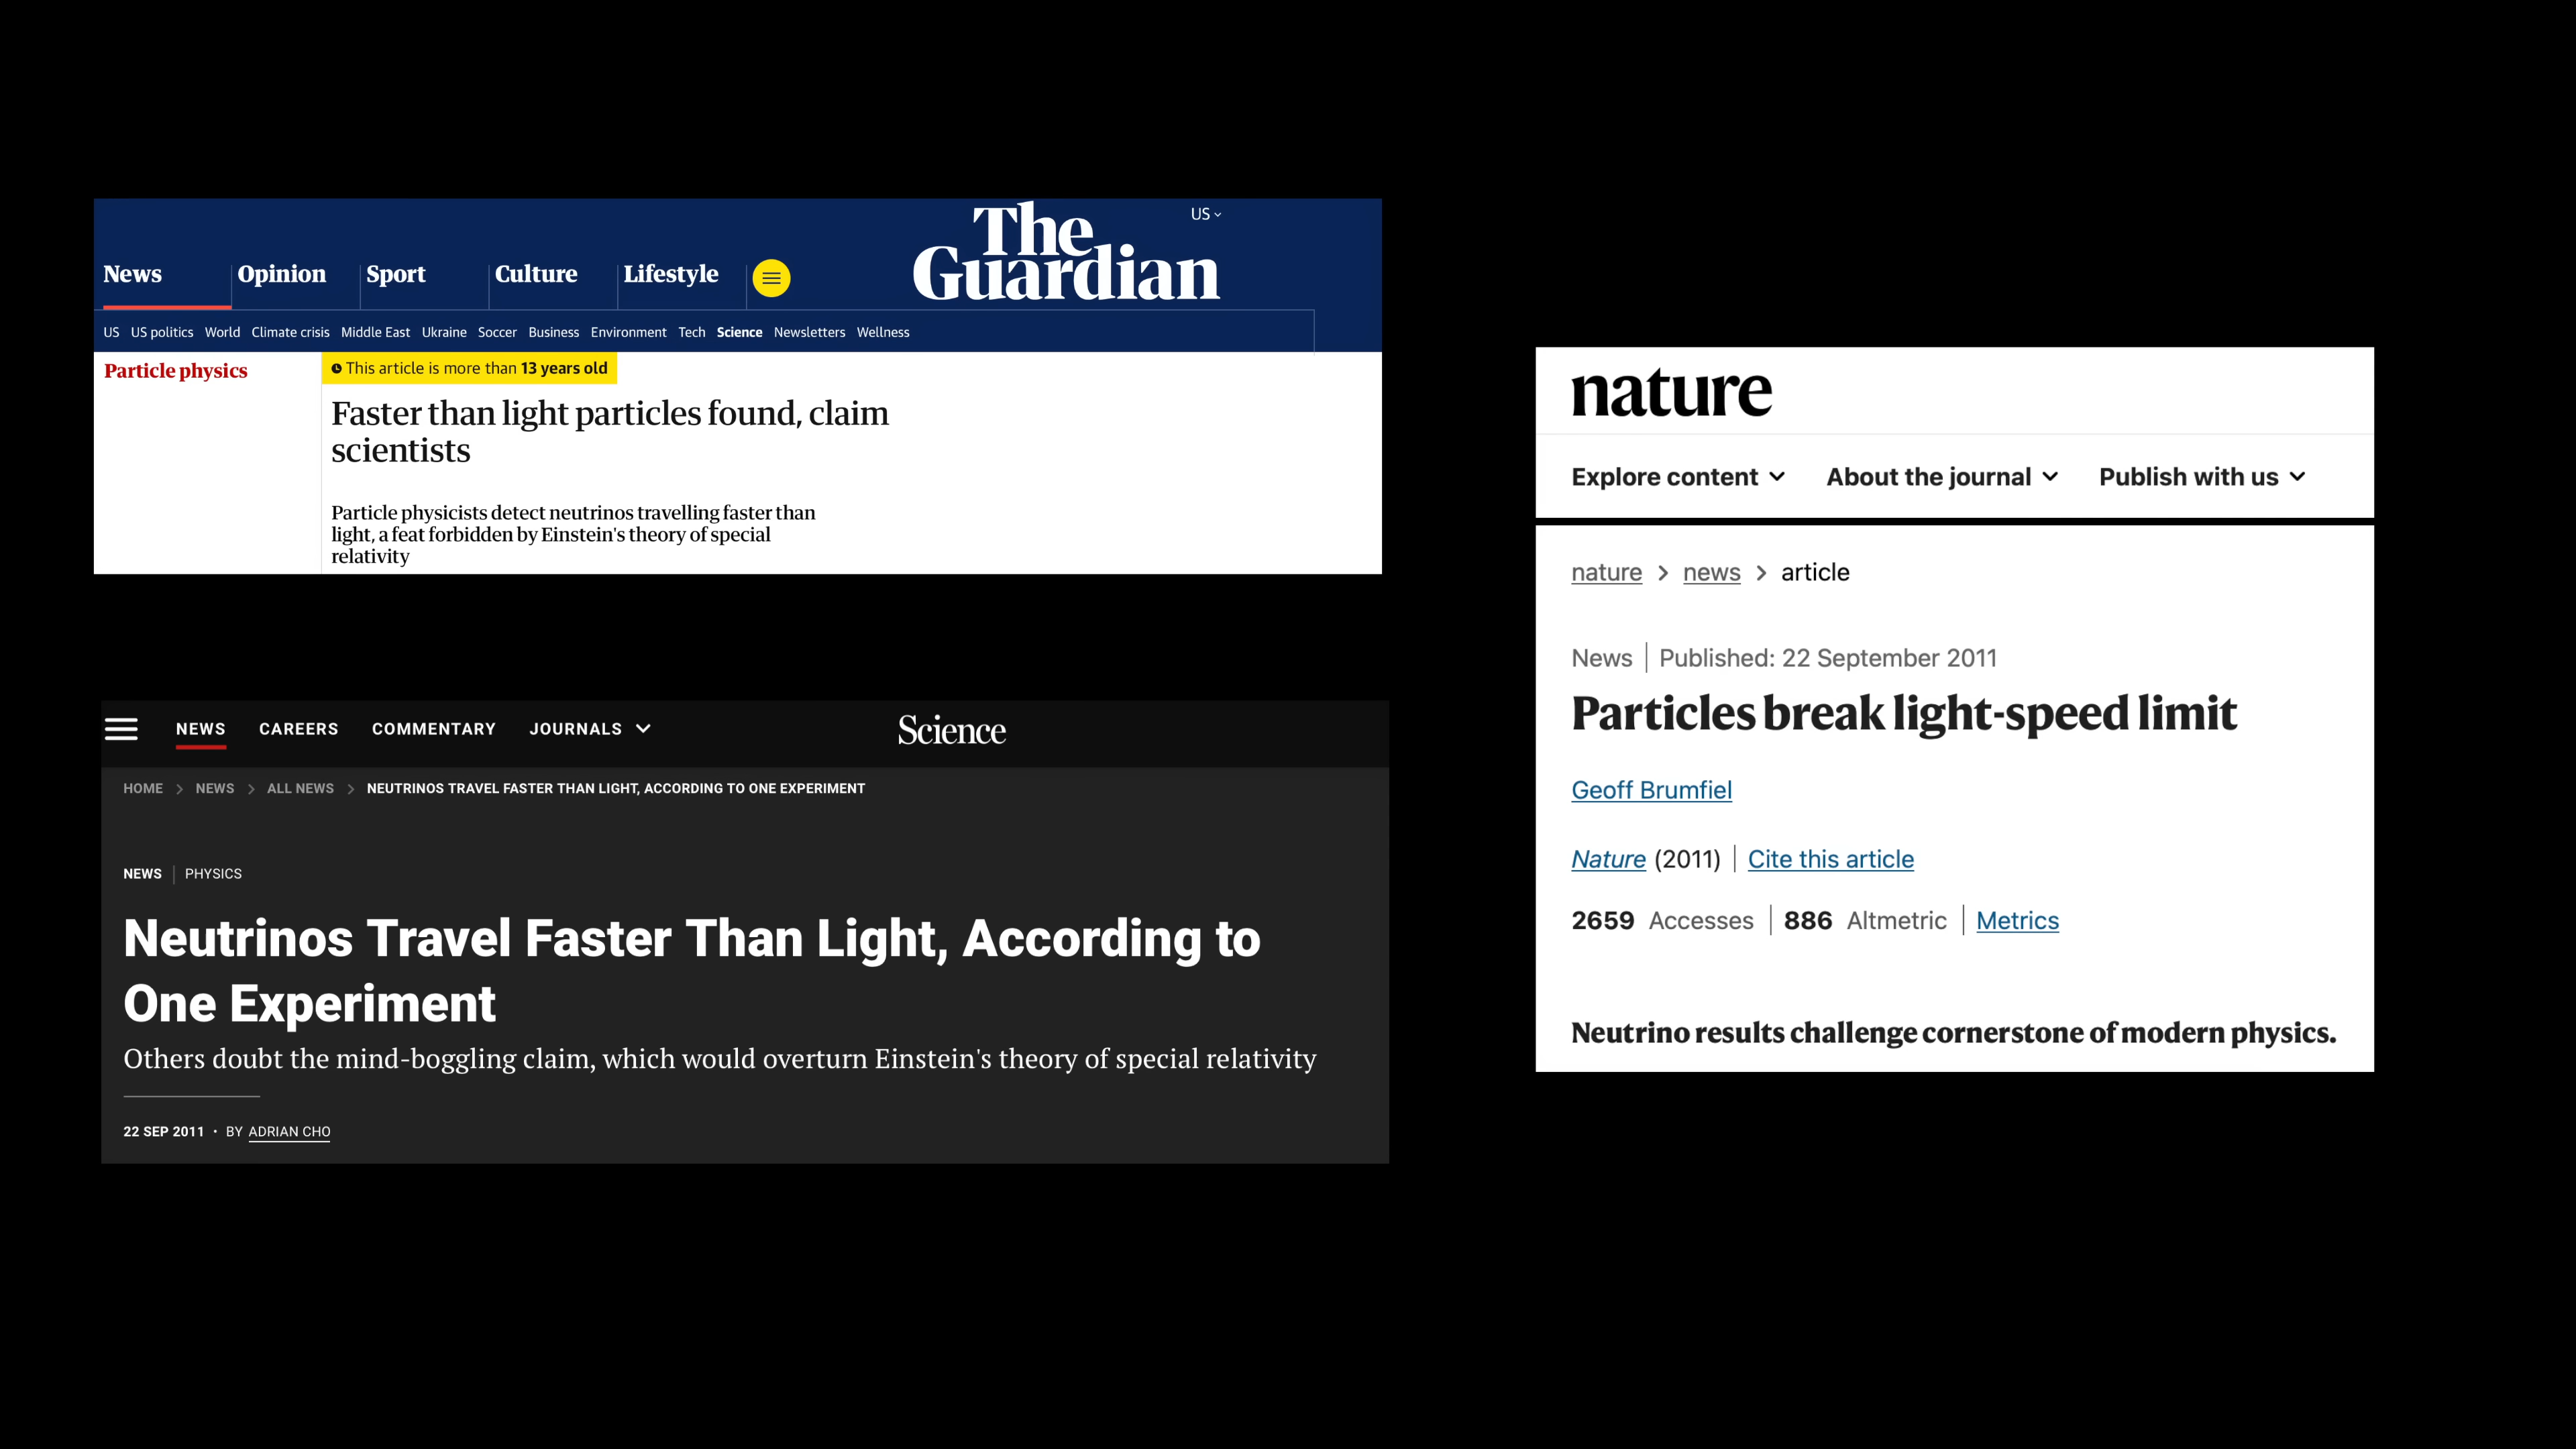 The
Guardian
US
News Opinion Sport Culture Lifestyle
US US politics World Climate crisis Middle East Ukraine Soccer Business Environment Tech Science Newsletters Wellness
Particle physics
This article is more than 13 years old
Faster than light particles found, claim
scientists
Particle physicists detect neutrinos travelling faster than
light, a feat forbidden by Einstein's theory of special
relativity
NEWS CAREERS COMMENTARY JOURNALS Science
HOME > NEWS > ALL NEWS > NEUTRINOS TRAVEL FASTER THAN LIGHT, ACCORDING TO ONE EXPERIMENT
NEWS | PHYSICS
Neutrinos Travel Faster Than Light, According to
One Experiment
Others doubt the mind-boggling claim, which would overturn Einstein's theory of special relativity
22 SEP 2011 • BY ADRIAN CHO
nature
Explore content About the journal Publish with us
nature > news > article
News | Published: 22 September 2011
Particles break light-speed limit
Geoff Brumfiel
Nature (2011) | Cite this article
2659 Accesses | 886 Altmetric | Metrics
Neutrino results challenge cornerstone of modern physics.